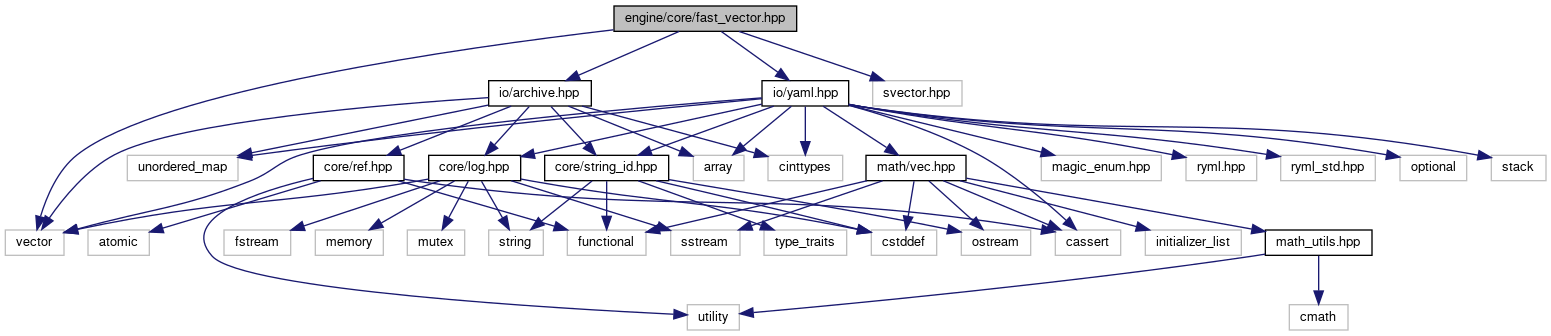 engine/core/fast_vector.hpp
io/archive.hpp
io/yaml.hpp
svector.hpp
unordered_map
core/ref.hpp
core/log.hpp
core/string_id.hpp
array
cinttypes
math/vec.hpp
magic_enum.hpp
ryml.hpp
ryml_std.hpp
optional
stack
vector
atomic
fstream
memory
mutex
string
functional
sstream
type_traits
cstddef
ostream
cassert
initializer_list
math_utils.hpp
utility
cmath